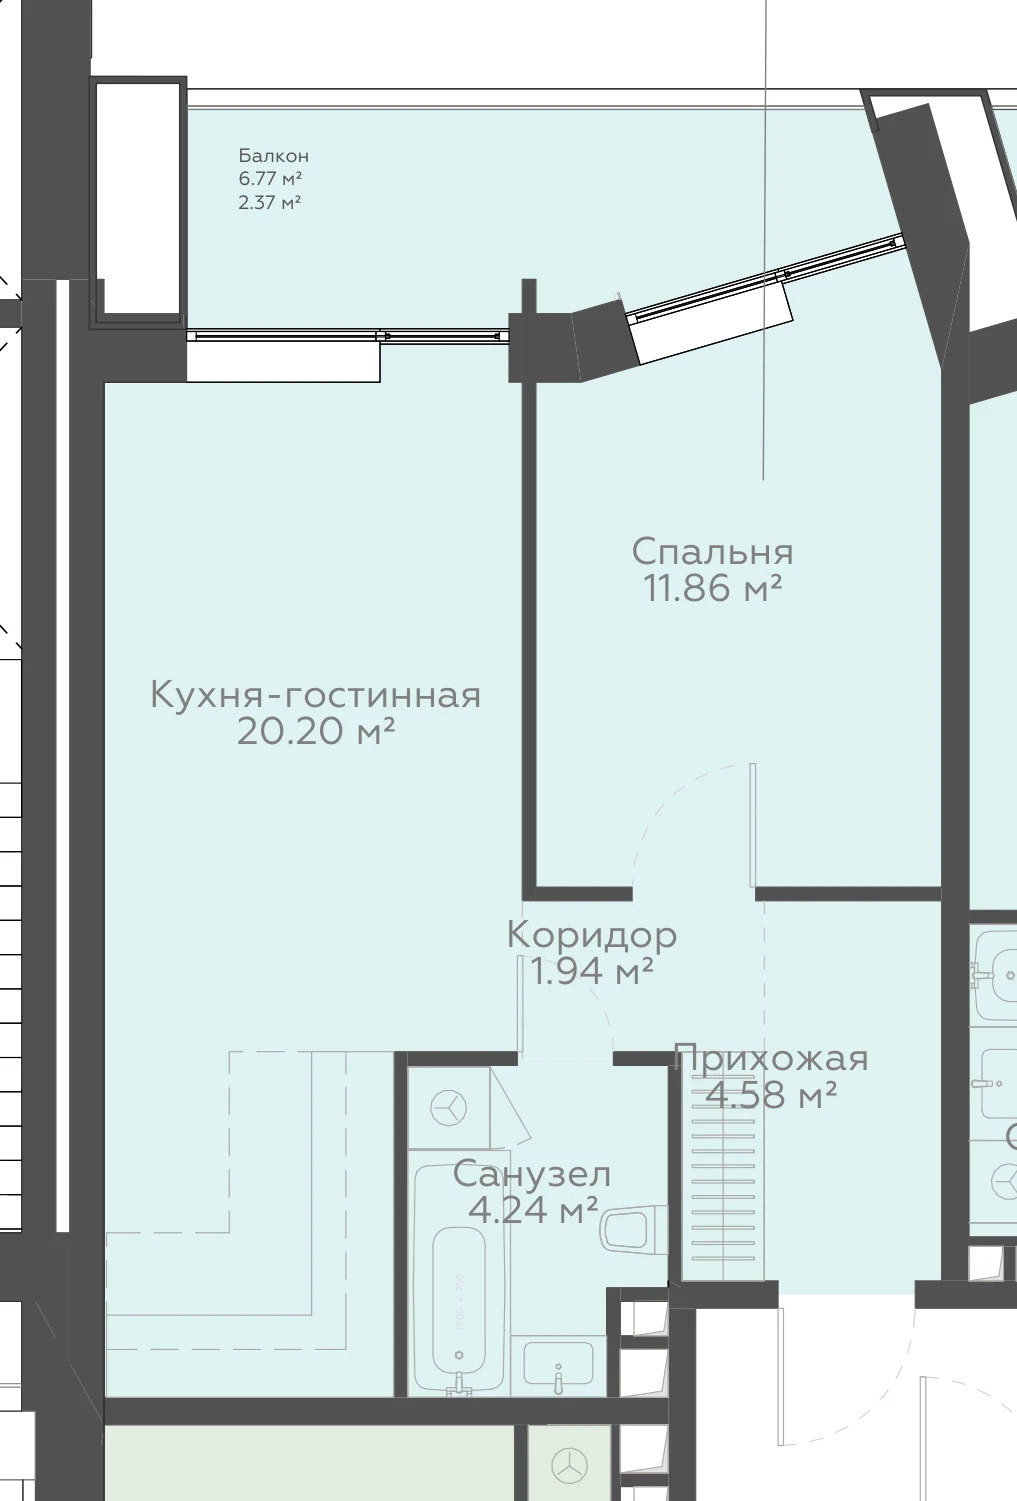 Балкон
6.77 м²
2.37 м²
Спальня
11.86 м²
Кухня-гостинная
20.20 м²
Коридор
1.94 м²
Прихожая
4.58 м²
Санузел
4.24 м²